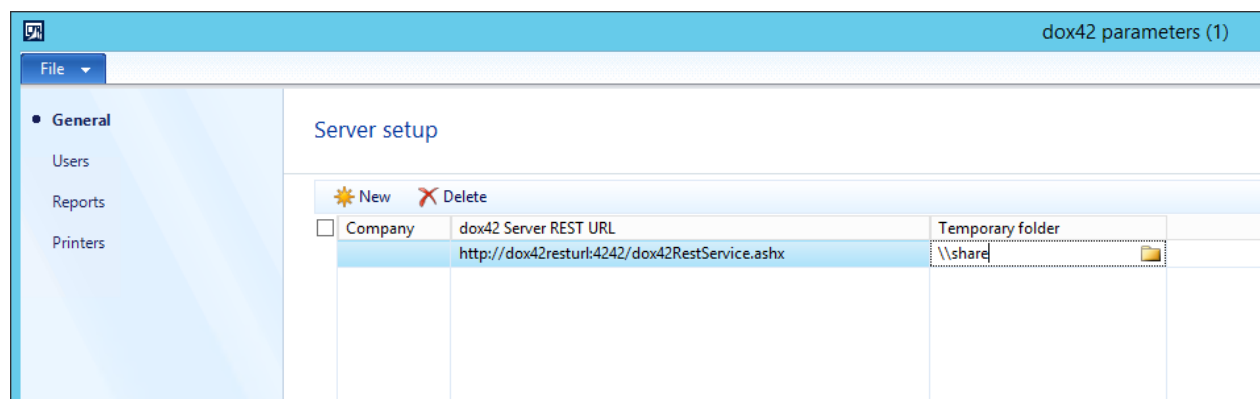 dox42 parameters (1)
File
General
Server setup
Users
Reports
Printers
New Delete
Company dox42 Server REST URL Temporary folder
http://dox42resturl:4242/dox42RestService.ashx \\share